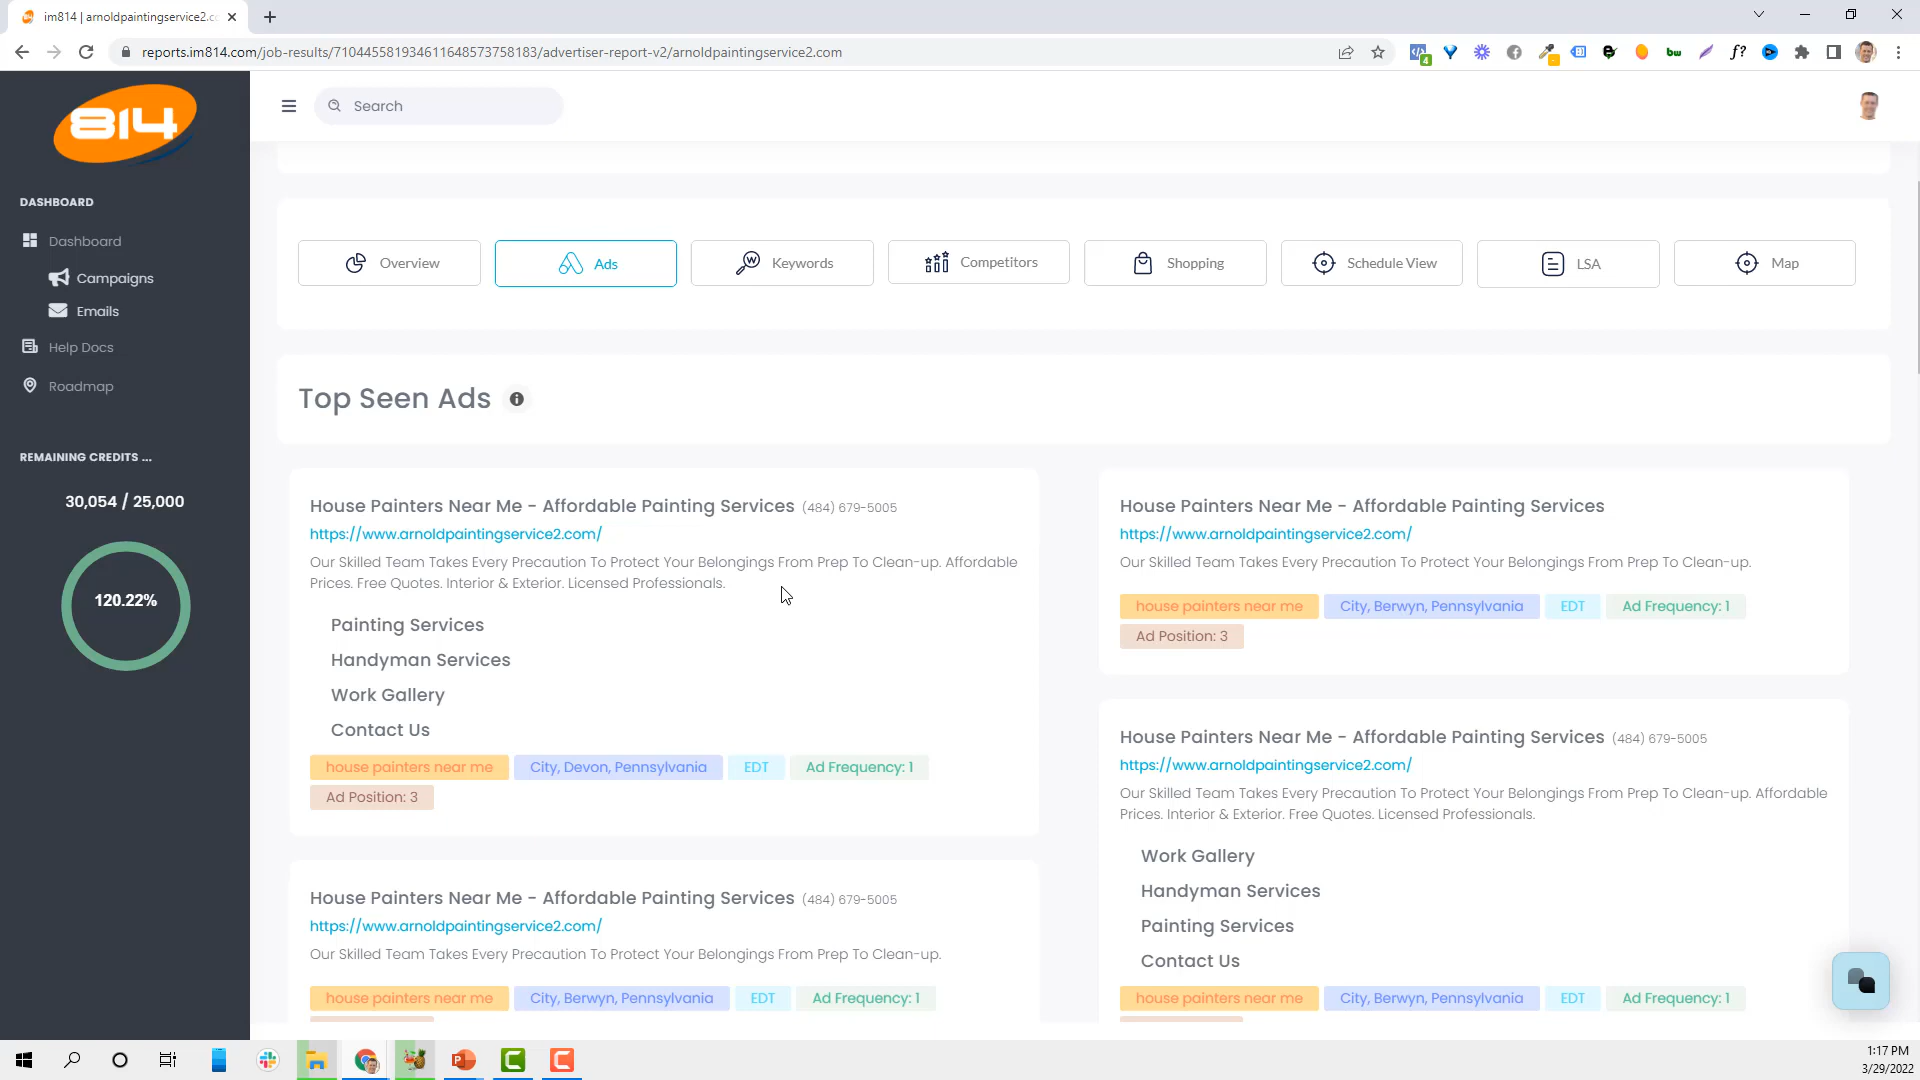 im814 | arnoldpaintingservice2.cc
reports.im814.com/job-results/710445581934611648573758183/advertiser-report-v2/arnoldpaintingservice2.com
4
bw
f?
814
Search
DASHBOARD
Dashboard
Campaigns
Emails
Help Docs
Roadmap
REMAINING CREDITS ...
30,054 / 25,000
120.22%
Overview
Ads
Keywords
Competitors
Shopping
Schedule View
LSA
Map
Top Seen Ads
House Painters Near Me - Affordable Painting Services (484) 679-5005
https://www.arnoldpaintingservice2.com/
Our Skilled Team Takes Every Precaution To Protect Your Belongings From Prep To Clean-up. Affordable
Prices. Free Quotes. Interior & Exterior. Licensed Professionals.
Painting Services
Handyman Services
Work Gallery
Contact Us
house painters near me City, Devon, Pennsylvania EDT Ad Frequency: 1
Ad Position: 3
House Painters Near Me - Affordable Painting Services (484) 679-5005
https://www.arnoldpaintingservice2.com/
Our Skilled Team Takes Every Precaution To Protect Your Belongings From Prep To Clean-up.
house painters near me City, Berwyn, Pennsylvania EDT Ad Frequency: 1
House Painters Near Me - Affordable Painting Services
https://www.arnoldpaintingservice2.com/
Our Skilled Team Takes Every Precaution To Protect Your Belongings From Prep To Clean-up.
house painters near me City, Berwyn, Pennsylvania EDT Ad Frequency: 1
Ad Position: 3
House Painters Near Me - Affordable Painting Services (484) 679-5005
https://www.arnoldpaintingservice2.com/
Our Skilled Team Takes Every Precaution To Protect Your Belongings From Prep To Clean-up. Affordable
Prices. Interior & Exterior. Free Quotes. Licensed Professionals.
Work Gallery
Handyman Services
Painting Services
Contact Us
house painters near me City, Berwyn, Pennsylvania EDT Ad Frequency: 1
1:17 PM
3/29/2022